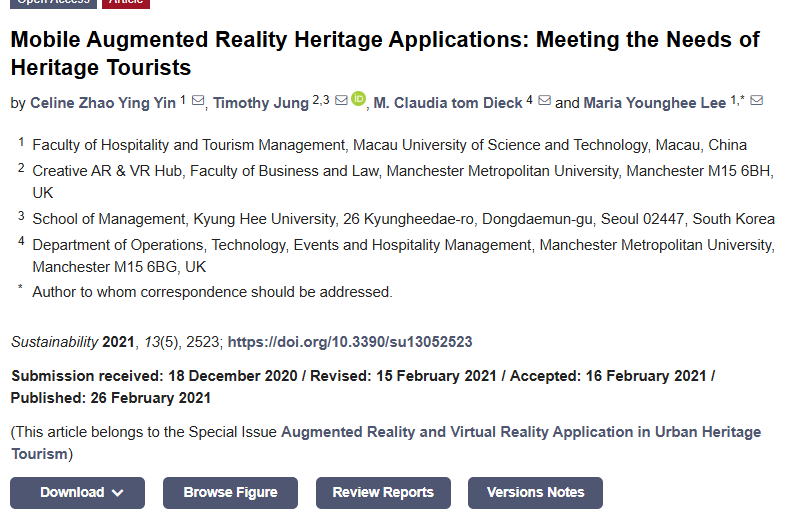 Open Access Article
Mobile Augmented Reality Heritage Applications: Meeting the Needs of
Heritage Tourists
by Celine Zhao Ying Yin 1, Timothy Jung 2,3, M. Claudia tom Dieck 4 and Maria Younghee Lee 1,*
1 Faculty of Hospitality and Tourism Management, Macau University of Science and Technology, Macau, China
2 Creative AR & VR Hub, Faculty of Business and Law, Manchester Metropolitan University, Manchester M15 6BH,
UK
3 School of Management, Kyung Hee University, 26 Kyungheedae-ro, Dongdaemun-gu, Seoul 02447, South Korea
4 Department of Operations, Technology, Events and Hospitality Management, Manchester Metropolitan University,
Manchester M15 6BG, UK
* Author to whom correspondence should be addressed.
Sustainability 2021, 13(5), 2523; https://doi.org/10.3390/su13052523
Submission received: 18 December 2020 / Revised: 15 February 2021 / Accepted: 16 February 2021 /
Published: 26 February 2021
(This article belongs to the Special Issue Augmented Reality and Virtual Reality Application in Urban Heritage
Tourism)
Download Browse Figure Review Reports Versions Notes